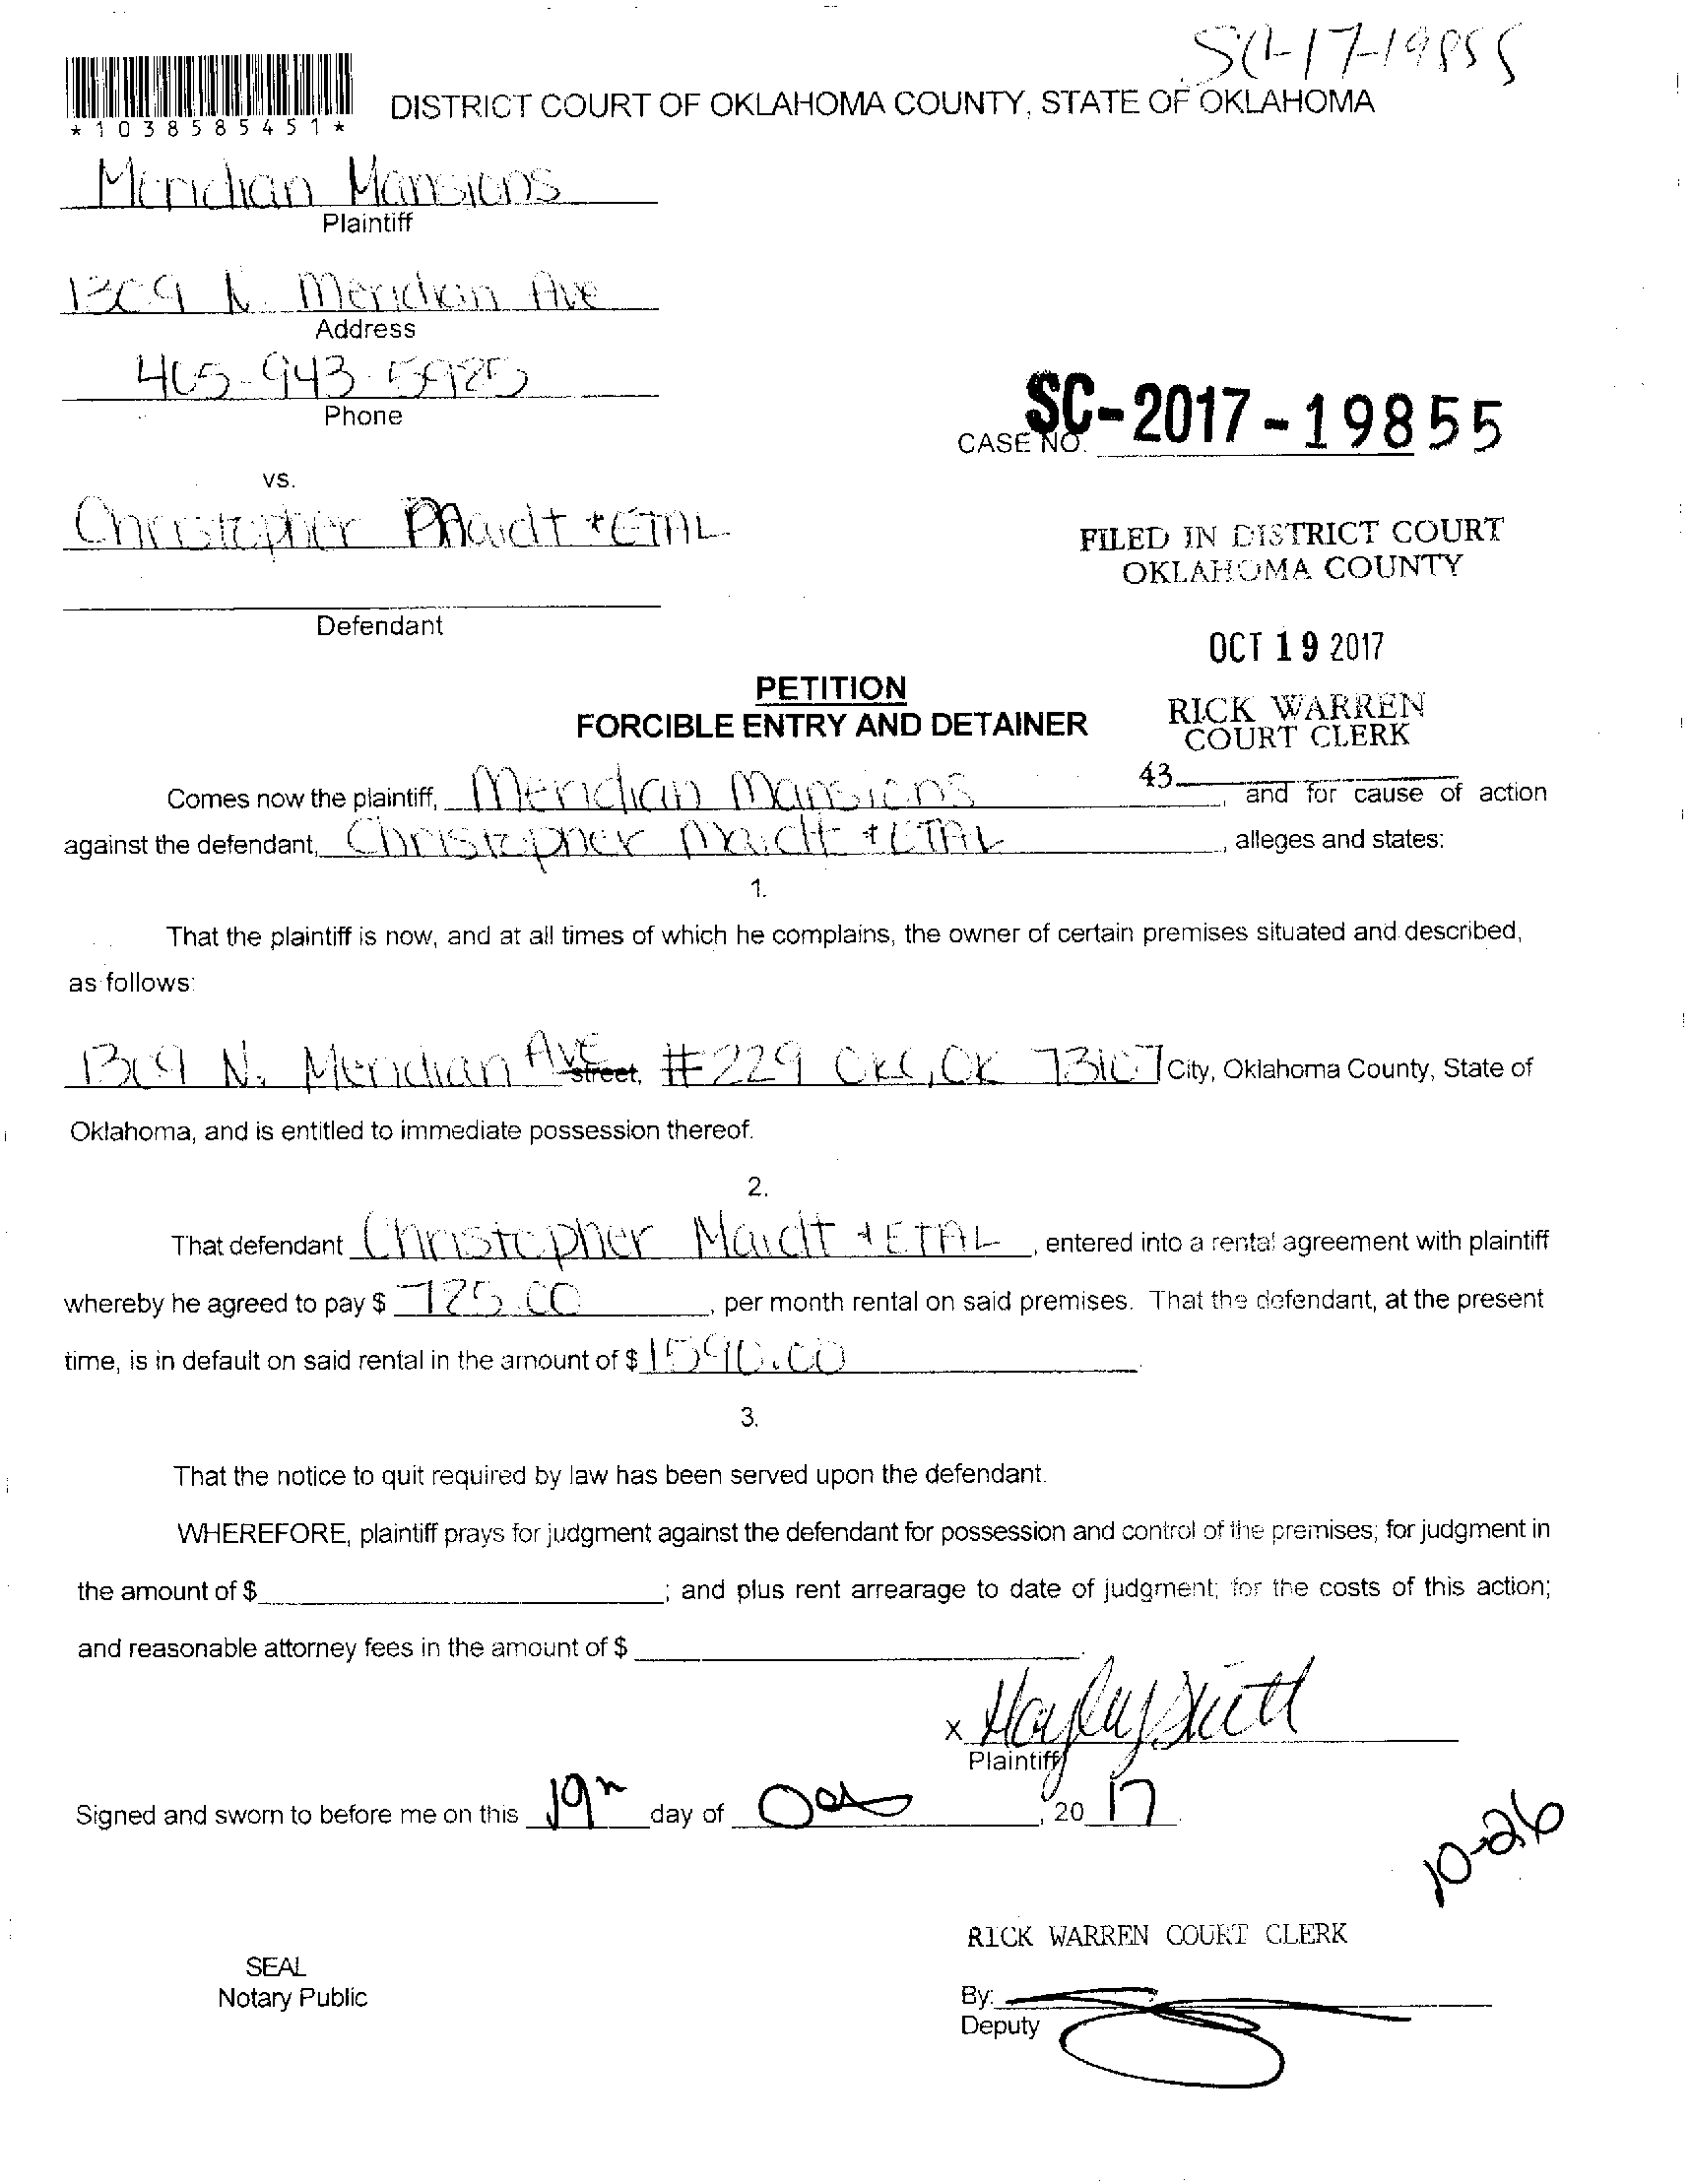 SC-17-19855
*1038585451*
DISTRICT COURT OF OKLAHOMA COUNTY, STATE OF OKLAHOMA
Meridian Mansions
Plaintiff
1309 N. Meridian Ave
Address
405-943-5925
Phone
CASE NO. SC-2017-19855
vs.
Christopher Maidt + ETAL
FILED IN DISTRICT COURT
OKLAHOMA COUNTY
Defendant
OCT 19 2017
PETITION
FORCIBLE ENTRY AND DETAINER
RICK WARREN
COURT CLERK
43
Comes now the plaintiff, Meridian Mansions, and for cause of action
against the defendant, Christopher Maidt + ETAL, alleges and states:
1.
That the plaintiff is now, and at all times of which he complains, the owner of certain premises situated and described,
as follows:
1309 N. Meridian Ave street, #229 OKC, OK 73107 City, Oklahoma County, State of
Oklahoma, and is entitled to immediate possession thereof.
2.
That defendant Christopher Maidt + ETAL, entered into a rental agreement with plaintiff
whereby he agreed to pay $ 725.00, per month rental on said premises. That the defendant, at the present
time, is in default on said rental in the amount of $ 1590.00
3.
That the notice to quit required by law has been served upon the defendant.
WHEREFORE, plaintiff prays for judgment against the defendant for possession and control of the premises; for judgment in
the amount of $ ; and plus rent arrearage to date of judgment; for the costs of this action;
and reasonable attorney fees in the amount of $
x
Plaintiff
Signed and sworn to before me on this 19th day of Oct, 20 17
10-26
RICK WARREN COURT CLERK
SEAL
Notary Public
By:
Deputy